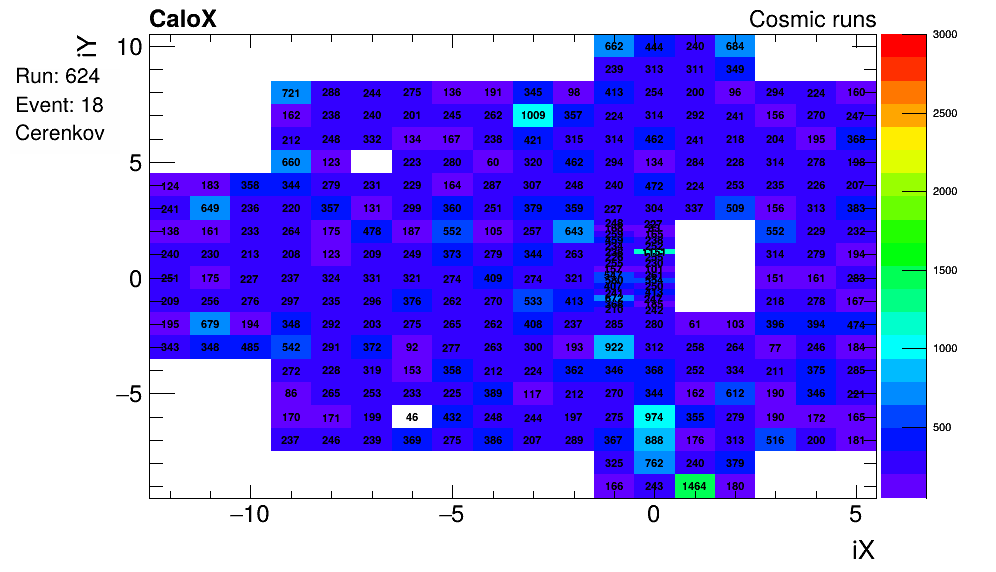 CaloX Cosmic runs
iY
Run: 624
Event: 18
Cerenkov
10
5
0
−5
−10 −5 0 5
iX
3000
2500
2000
1500
1000
500
662 444 240 684
239 313 311 349
721 288 244 275 136 191 345 98 413 254 200 96 294 224 160
162 238 240 201 245 262 1009 357 224 314 292 241 156 270 247
212 248 332 134 167 238 421 315 314 462 241 218 204 195 368
660 123 223 260 60 320 462 294 134 284 228 314 278 198
124 183 358 344 279 231 229 164 287 307 248 240 472 224 253 235 226 207
241 649 236 220 357 131 299 360 251 379 359 227 304 337 509 156 313 383
138 161 233 264 175 478 187 552 105 257 643 552 229 232
240 230 213 208 123 209 249 373 279 344 263 314 279 194
251 175 227 237 324 331 321 274 409 274 321 151 161 263
209 256 276 297 235 296 376 262 270 533 413 218 278 167
195 679 194 348 292 203 275 265 262 408 237 285 260 61 103 396 394 474
343 348 485 542 291 372 92 277 263 300 193 922 312 258 264 77 246 184
272 228 319 153 358 212 224 362 346 368 252 334 211 375 285
86 265 253 233 225 389 117 212 270 344 162 612 190 346 221
170 171 199 46 432 248 244 197 275 974 355 279 190 172 165
237 246 239 369 275 386 207 269 367 888 176 313 516 200 181
325 762 240 379
166 243 1464 180